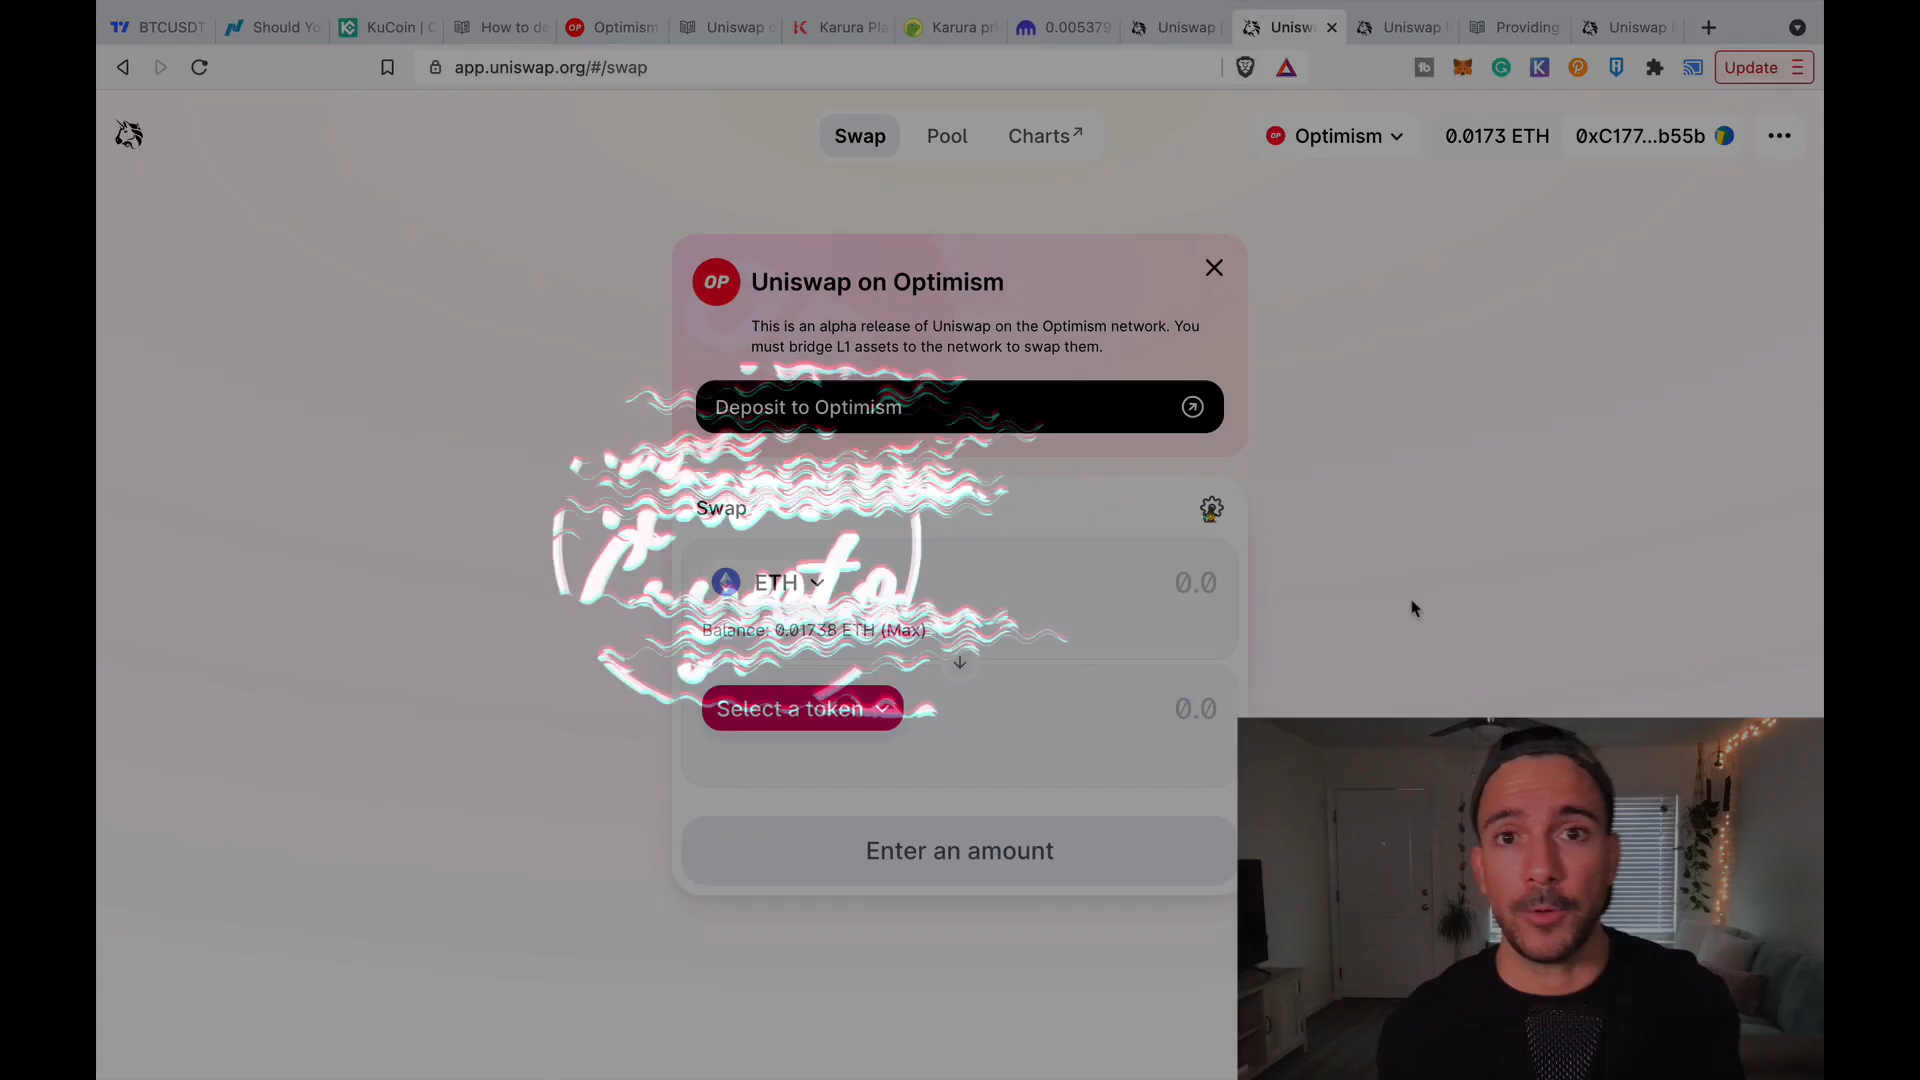 BTCUSDT
Should Yo
KuCoin | C
How to de
Optimism
Uniswap c
Karura Pla
Karura pri
0.005379
Uniswap |
Uniswa
Uniswap I
Providing
Uniswap I
app.uniswap.org/#/swap
Update
Swap
Pool
Charts↗
OP Optimism
0.0173 ETH
0xC177...b55b
OP
Uniswap on Optimism
This is an alpha release of Uniswap on the Optimism network. You
must bridge L1 assets to the network to swap them.
Deposit to Optimism
Swap
ETH
0.0
Balance: 0.01738 ETH (Max)
Select a token
0.0
Enter an amount